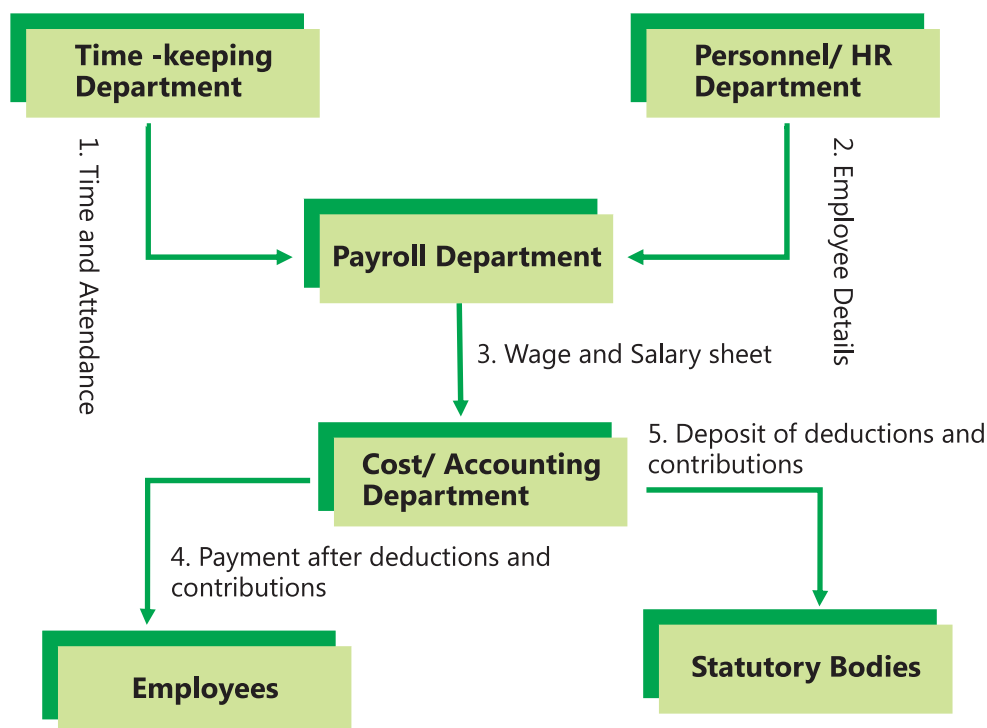 Time -keeping
Department
Personnel/ HR
Department
1. Time and Attendance
2. Employee Details
Payroll Department
3. Wage and Salary sheet
Cost/ Accounting
Department
5. Deposit of deductions and
contributions
4. Payment after deductions and
contributions
Employees
Statutory Bodies